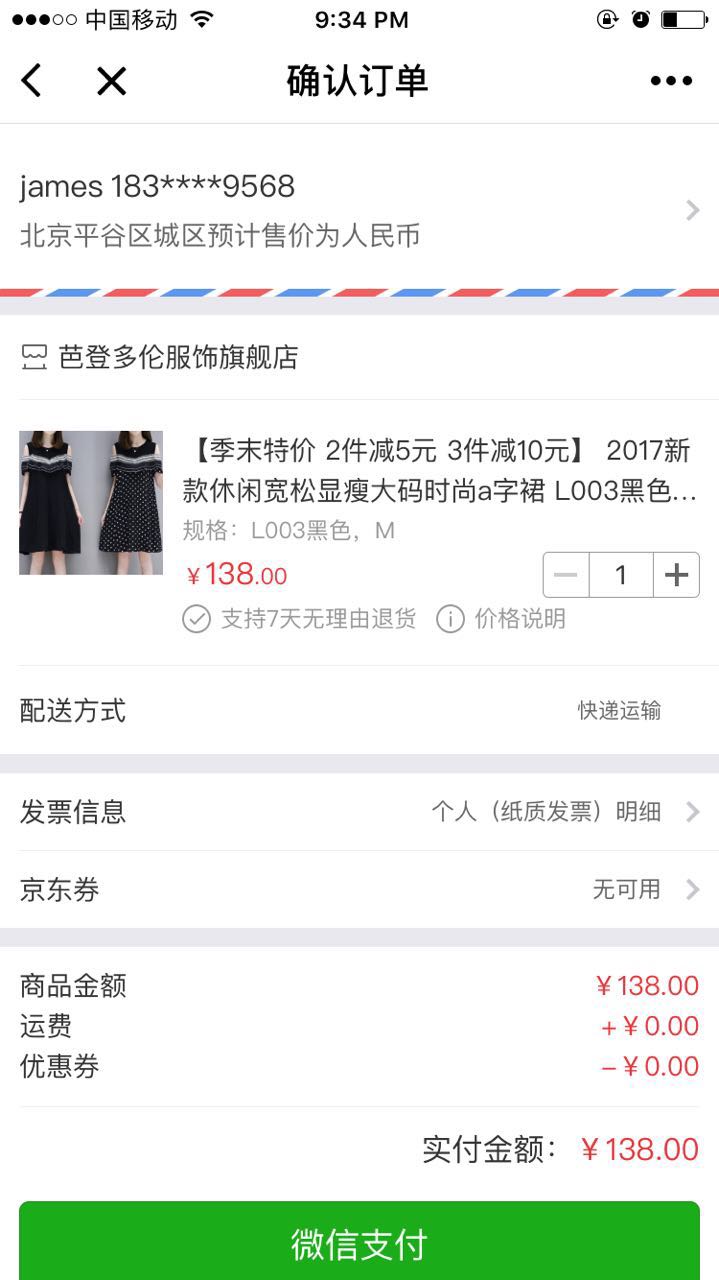 中国移动 9:34 PM
确认订单
james 183****9568
北京平谷区城区预计售价为人民币
芭登多伦服饰旗舰店
【季末特价 2件减5元 3件减10元】 2017新
款休闲宽松显瘦大码时尚a字裙 L003黑色...
规格：L003黑色，M
¥138.00 1
支持7天无理由退货 价格说明
配送方式 快递运输
发票信息 个人（纸质发票）明细
京东券 无可用
商品金额 ¥138.00
运费 +¥0.00
优惠券 -¥0.00
实付金额： ¥138.00
微信支付